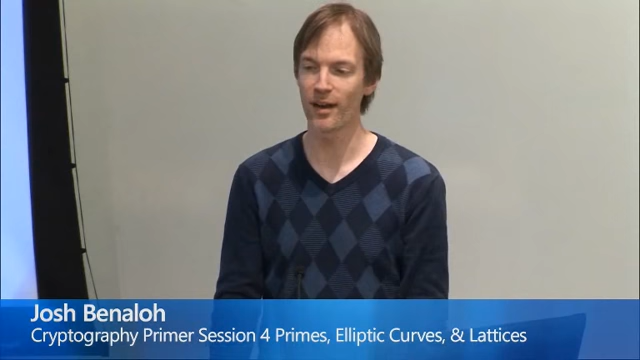 Josh Benaloh
Cryptography Primer Session 4 Primes, Elliptic Curves, & Lattices